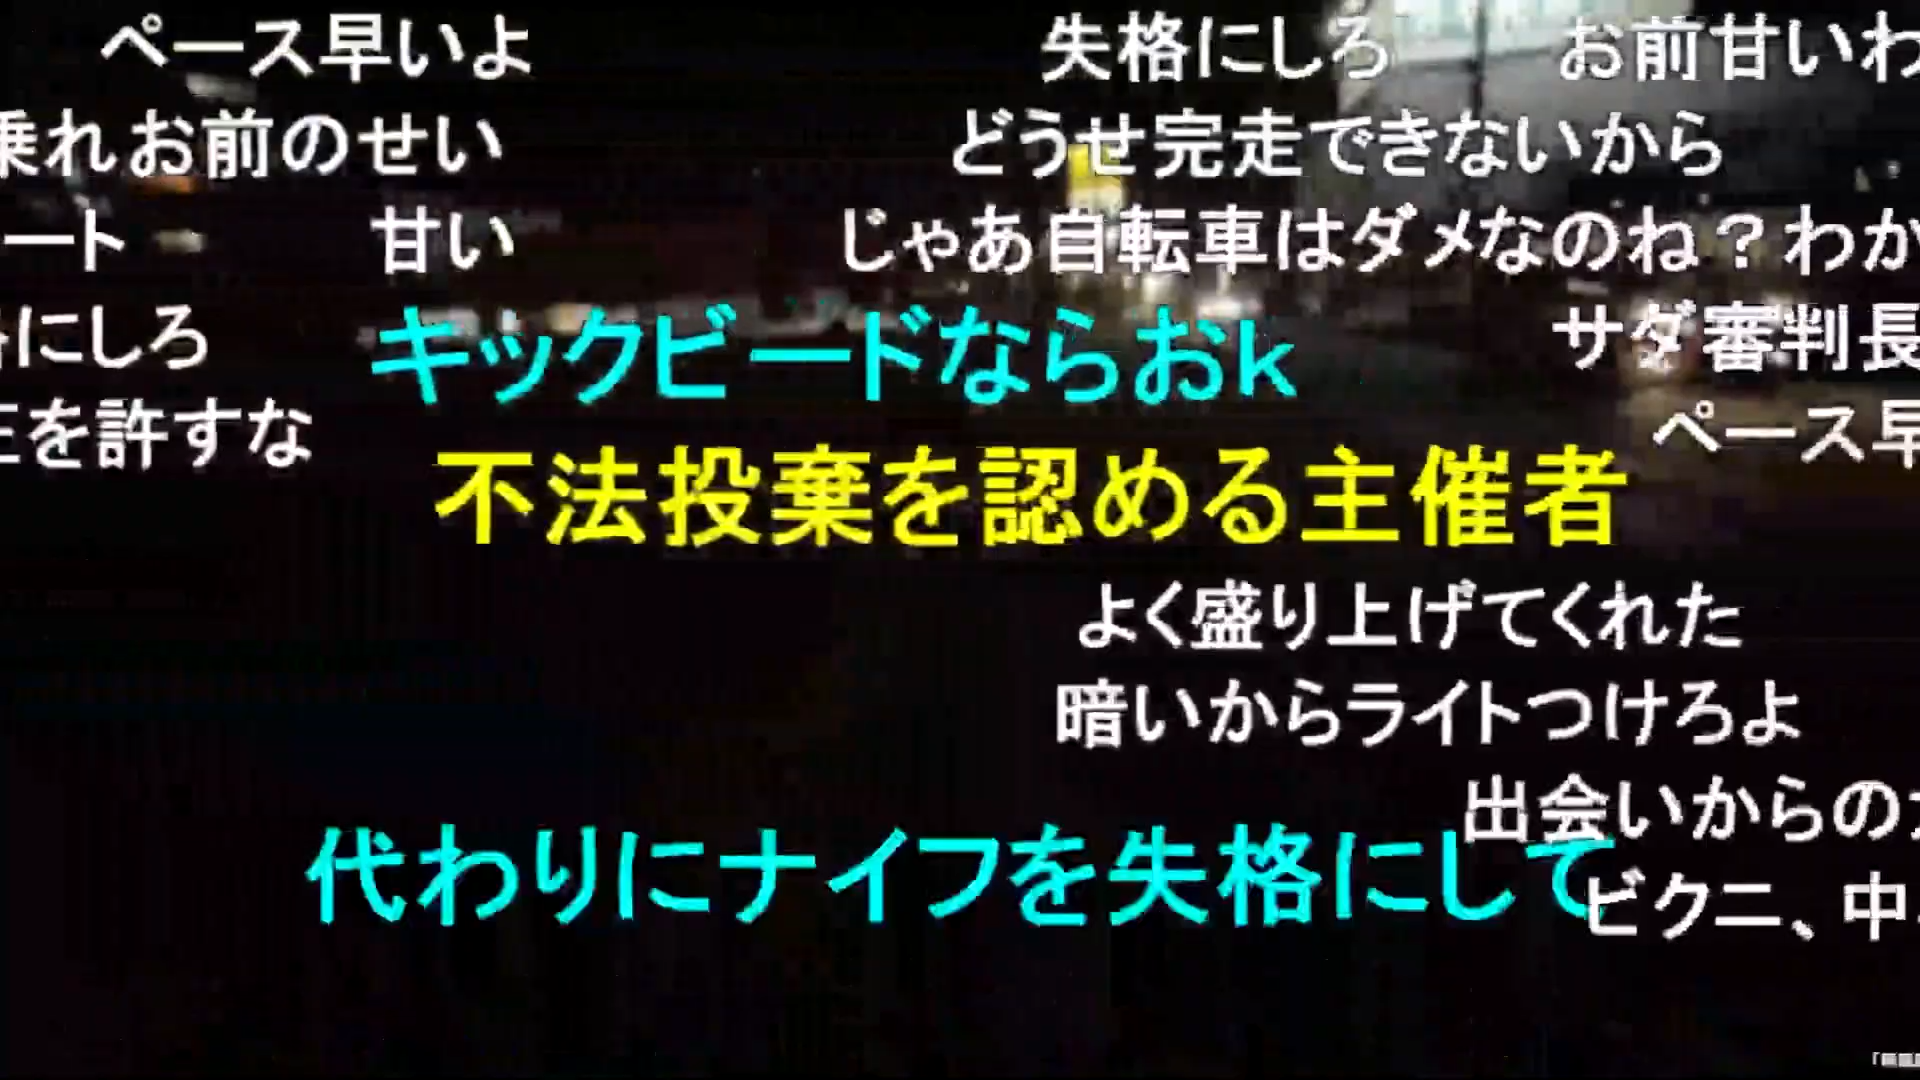 ペース早いよ
失格にしろ
お前甘いわ
乗れお前のせい
どうせ完走できないから
ート
甘い
じゃあ自転車はダメなのね？わか
にしろ
キックビードならおk
サダ審判長
を許すな
ペース早
不法投棄を認める主催者
よく盛り上げてくれた
暗いからライトつけろよ
出会いからの
代わりにナイフを失格にして
ビクニ、中